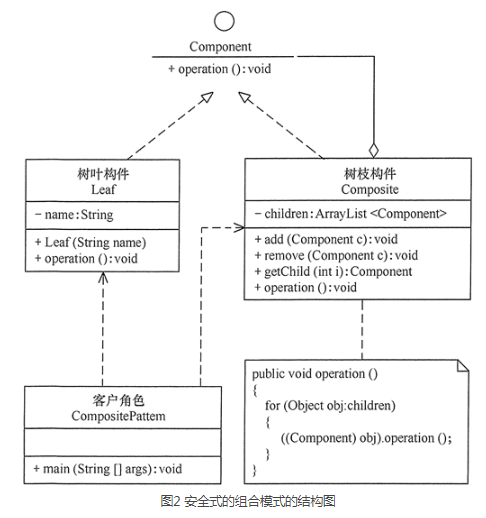 Component
+ operation ():void
树叶构件
Leaf
- name:String
+ Leaf (String name)
+ operation ():void
树枝构件
Composite
- children:ArrayList <Component>
+ add (Component c):void
+ remove (Component c):void
+ getChild (int i):Component
+ operation ():void
客户角色
CompositePattem
+ main (String [] args):void
public void operation ()
{
for (Object obj:children)
{
((Component) obj).operation ();
}
}
图2 安全式的组合模式的结构图